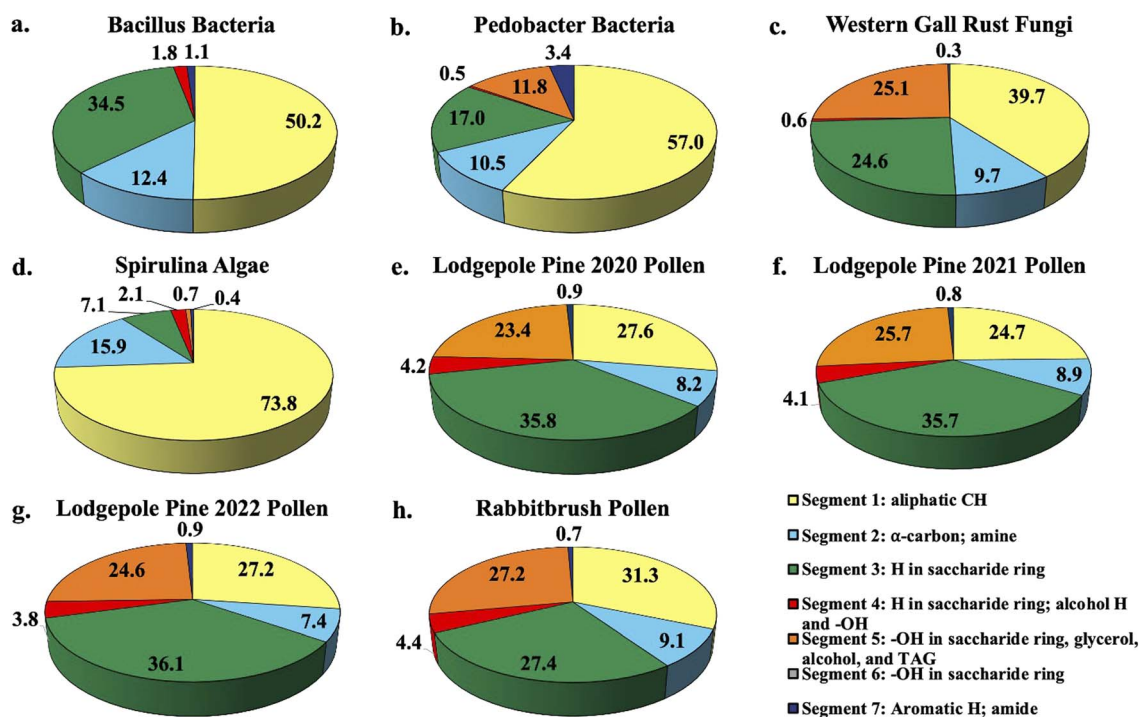 a.
Bacillus Bacteria
1.8
1.1
34.5
50.2
12.4
b.
Pedobacter Bacteria
3.4
0.5
11.8
17.0
57.0
10.5
c.
Western Gall Rust Fungi
0.3
25.1
39.7
0.6
24.6
9.7
d.
Spirulina Algae
2.1
0.7
0.4
7.1
15.9
73.8
e.
Lodgepole Pine 2020 Pollen
0.9
23.4
27.6
4.2
8.2
35.8
f.
Lodgepole Pine 2021 Pollen
0.8
25.7
24.7
8.9
4.1
35.7
g.
Lodgepole Pine 2022 Pollen
0.9
24.6
27.2
3.8
7.4
36.1
h.
Rabbitbrush Pollen
0.7
27.2
31.3
4.4
9.1
27.4
Segment 1: aliphatic CH
Segment 2: α-carbon; amine
Segment 3: H in saccharide ring
Segment 4: H in saccharide ring; alcohol H
and -OH
Segment 5: -OH in saccharide ring, glycerol,
alcohol, and TAG
Segment 6: -OH in saccharide ring
Segment 7: Aromatic H; amide